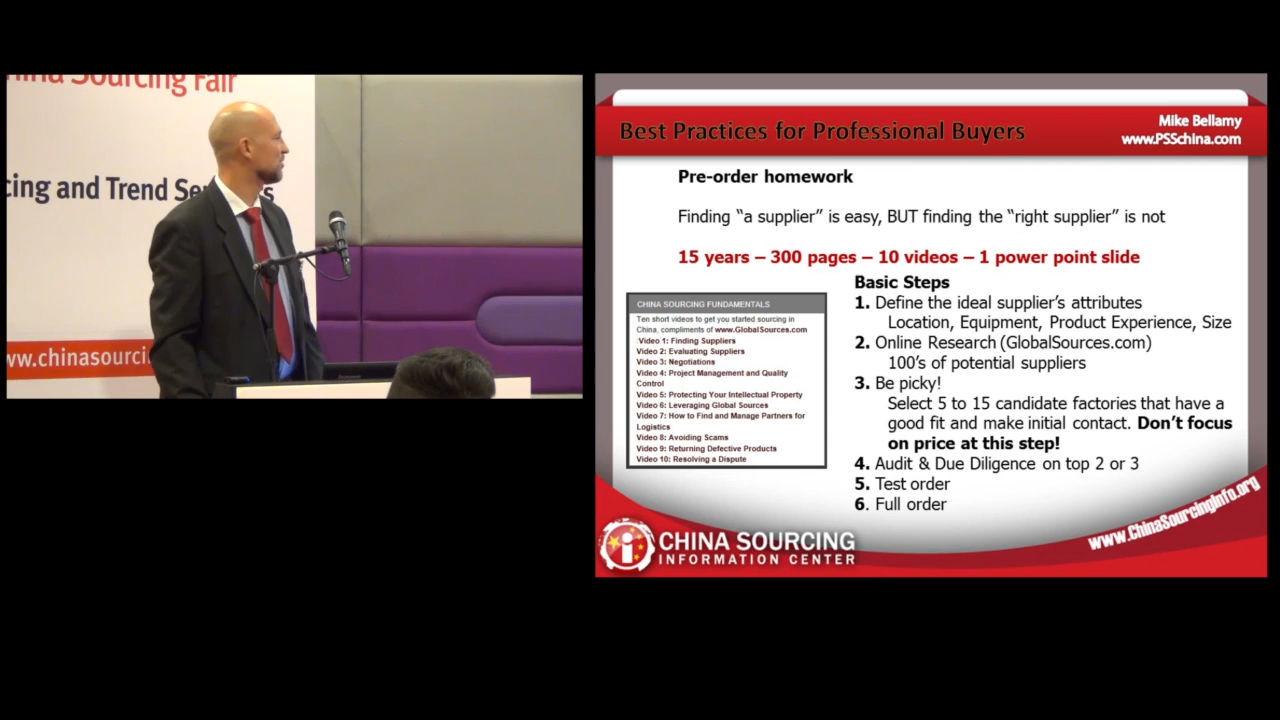 China Sourcing Fair
cing and Trend Se s
ww.chinasourci
Best Practices for Professional Buyers
Mike Bellamy
www.PSSchina.com
Pre-order homework
Finding “a supplier” is easy, BUT finding the “right supplier” is not
15 years – 300 pages – 10 videos – 1 power point slide
CHINA SOURCING FUNDAMENTALS
Ten short videos to get you started sourcing in
China, compliments of www.GlobalSources.com
Video 1: Finding Suppliers
Video 2: Evaluating Suppliers
Video 3: Negotiations
Video 4: Project Management and Quality
Control
Video 5: Protecting Your Intellectual Property
Video 6: Leveraging Global Sources
Video 7: How to Find and Manage Partners for
Logistics
Video 8: Avoiding Scams
Video 9: Returning Defective Products
Video 10: Resolving a Dispute
Basic Steps
1. Define the ideal supplier’s attributes
Location, Equipment, Product Experience, Size
2. Online Research (GlobalSources.com)
100’s of potential suppliers
3. Be picky!
Select 5 to 15 candidate factories that have a
good fit and make initial contact. Don’t focus
on price at this step!
4. Audit & Due Diligence on top 2 or 3
5. Test order
6. Full order
CHINA SOURCING
INFORMATION CENTER
www.ChinaSourcingInfo.org